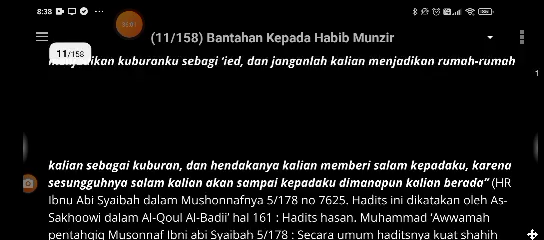 8:38
(11/158) Bantahan Kepada Habib Munzir
11/158
kuburanku sebagi 'ied, dan janganlah kalian menjadikan rumah-rumah
1
kalian sebagai kuburan, dan hendakanya kalian memberi salam kepadaku, karena
sesungguhnya salam kalian akan sampai kepadaku dimanapun kalian berada" (HR
Ibnu Abi Syaibah dalam Mushonnafnya 5/178 no 7625. Hadits ini dikatakan oleh As-
Sakhoowi dalam Al-Qoul Al-Badii' hal 161 : Hadits hasan. Muhammad 'Awwamah
pentahqiq Musonnaf Ibni abi Syaibah 5/178 : Secara umum haditsnya kuat shahih